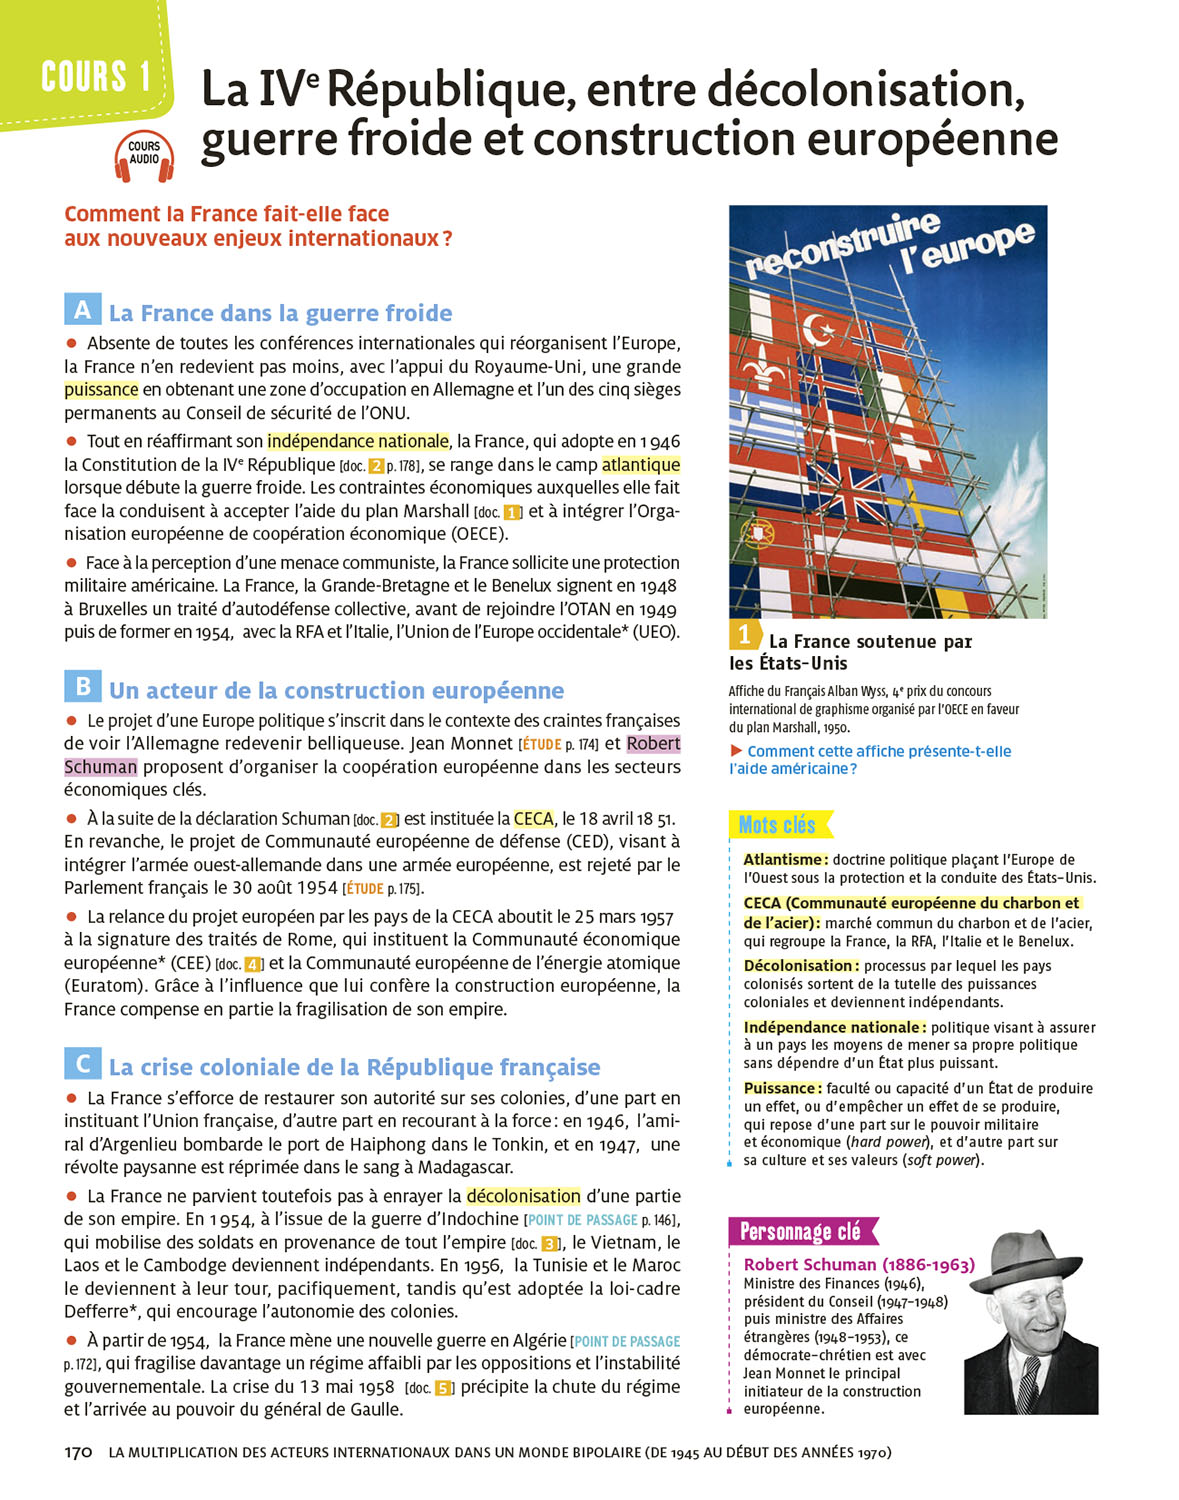 COURS 1
La IVe République, entre décolonisation,
guerre froide et construction européenne
COURS
AUDIO
Comment la France fait-elle face
aux nouveaux enjeux internationaux ?
A La France dans la guerre froide
• Absente de toutes les conférences internationales qui réorganisent l'Europe,
la France n'en redevient pas moins, avec l'appui du Royaume-Uni, une grande
puissance en obtenant une zone d'occupation en Allemagne et l'un des cinq sièges
permanents au Conseil de sécurité de l'ONU.
• Tout en réaffirmant son indépendance nationale, la France, qui adopte en 1946
la Constitution de la IVe République [doc. 2 p. 178], se range dans le camp atlantique
lorsque débute la guerre froide. Les contraintes économiques auxquelles elle fait
face la conduisent à accepter l'aide du plan Marshall [doc. 1] et à intégrer l'Orga-
nisation européenne de coopération économique (OECE).
• Face à la perception d'une menace communiste, la France sollicite une protection
militaire américaine. La France, la Grande-Bretagne et le Benelux signent en 1948
à Bruxelles un traité d'autodéfense collective, avant de rejoindre l'OTAN en 1949
puis de former en 1954, avec la RFA et l'Italie, l'Union de l'Europe occidentale* (UEO).
B Un acteur de la construction européenne
• Le projet d'une Europe politique s'inscrit dans le contexte des craintes françaises
de voir l'Allemagne redevenir belliqueuse. Jean Monnet [ÉTUDE p. 174] et Robert
Schuman proposent d'organiser la coopération européenne dans les secteurs
économiques clés.
• À la suite de la déclaration Schuman [doc. 2] est instituée la CECA, le 18 avril 18 51.
En revanche, le projet de Communauté européenne de défense (CED), visant à
intégrer l'armée ouest-allemande dans une armée européenne, est rejeté par le
Parlement français le 30 août 1954 [ÉTUDE p. 175].
• La relance du projet européen par les pays de la CECA aboutit le 25 mars 1957
à la signature des traités de Rome, qui instituent la Communauté économique
européenne* (CEE) [doc. 4] et la Communauté européenne de l'énergie atomique
(Euratom). Grâce à l'influence que lui confère la construction européenne, la
France compense en partie la fragilisation de son empire.
C La crise coloniale de la République française
• La France s'efforce de restaurer son autorité sur ses colonies, d'une part en
instituant l'Union française, d'autre part en recourant à la force : en 1946, l'ami-
ral d'Argenlieu bombarde le port de Haiphong dans le Tonkin, et en 1947, une
révolte paysanne est réprimée dans le sang à Madagascar.
• La France ne parvient toutefois pas à enrayer la décolonisation d'une partie
de son empire. En 1954, à l'issue de la guerre d'Indochine [POINT DE PASSAGE p. 146],
qui mobilise des soldats en provenance de tout l'empire [doc. 3], le Vietnam, le
Laos et le Cambodge deviennent indépendants. En 1956, la Tunisie et le Maroc
le deviennent à leur tour, pacifiquement, tandis qu'est adoptée la loi-cadre
Defferre*, qui encourage l'autonomie des colonies.
• À partir de 1954, la France mène une nouvelle guerre en Algérie [POINT DE PASSAGE
p. 172], qui fragilise davantage un régime affaibli par les oppositions et l'instabilité
gouvernementale. La crise du 13 mai 1958 [doc. 5] précipite la chute du régime
et l'arrivée au pouvoir du général de Gaulle.
reconstruire
l'europe
1 La France soutenue par
les États-Unis
Affiche du Français Alban Wyss, 4e prix du concours
international de graphisme organisé par l'OECE en faveur
du plan Marshall, 1950.
▶ Comment cette affiche présente-t-elle
l'aide américaine ?
Mots clés
Atlantisme : doctrine politique plaçant l'Europe de
l'Ouest sous la protection et la conduite des États-Unis.
CECA (Communauté européenne du charbon et
de l'acier) : marché commun du charbon et de l'acier,
qui regroupe la France, la RFA, l'Italie et le Benelux.
Décolonisation : processus par lequel les pays
colonisés sortent de la tutelle des puissances
coloniales et deviennent indépendants.
Indépendance nationale : politique visant à assurer
à un pays les moyens de mener sa propre politique
sans dépendre d'un État plus puissant.
Puissance : faculté ou capacité d'un État de produire
un effet, ou d'empêcher un effet de se produire,
qui repose d'une part sur le pouvoir militaire
et économique (hard power), et d'autre part sur
sa culture et ses valeurs (soft power).
Personnage clé
Robert Schuman (1886-1963)
Ministre des Finances (1946),
président du Conseil (1947-1948)
puis ministre des Affaires
étrangères (1948-1953), ce
démocrate-chrétien est avec
Jean Monnet le principal
initiateur de la construction
européenne.
170 LA MULTIPLICATION DES ACTEURS INTERNATIONAUX DANS UN MONDE BIPOLAIRE (DE 1945 AU DÉBUT DES ANNÉES 1970)